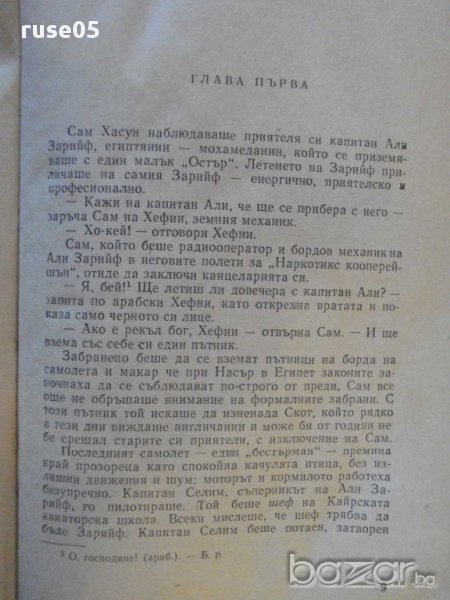 ruse05
ГЛАВА ПЪРВА
Сам Хасун наблюдаваше приятеля си капитан Али
Зарийф, египтянин — мохамеданин, който се приземя-
ваше с един малък „Остър". Летенето на Зарийф при-
личаше на самия Зарийф — енергично, приятелско и
професионално.
— Кажи на капитан Али, че ще се прибера с него —
заръча Сам на Хефни, земния механик.
— Хо-кей! — отговори Хефни.
Сам, който беше радиооператор и бордов механик на
Али Зарийф в неговите полети за „Наркотикс коопърей-
шън", отиде да заключи канцеларията си.
— Я, бей!¹ Ще летиш ли довечера с капитан Али? —
запита по арабски Хефни, като открехна вратата и по-
каза само черното си лице.
— Ако е рекъл бог, Хефни — отвърна Сам. — И ще
взема със себе си един пътник.
Забранено беше да се вземат пътници на борда на
самолета и макар че при Насър в Египет законите за-
почнаха да се съблюдават по-строго от преди, Сам все
още не обръщаше внимание на формалните забрани. С
този пътник той искаше да изненада Скот, който рядко
в тези дни виждаше англичани и може би от години не
бе срещал старите си приятели, с изключение на Сам.
Последният самолет — един „бестърман" — премина
край прозореца като спокойна качулата птица, без из-
лишни движения и шум: моторът и кормилото работеха
безупречно. Капитан Селим, съперникът на Али За-
рийф, го пилотираше. Той беше шеф на Кайрската
авиаторска школа. Всеки мислеше, че шеф трябва да
бъде Зарийф. Капитан Селим беше потаен, затворен
¹ О, господине! (араб.). — Б. р.
9
bazar.bg